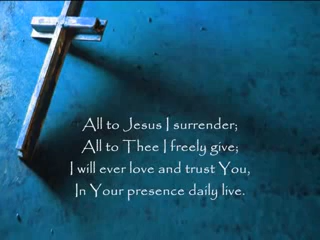 All to Jesus I surrender;
All to Thee I freely give;
I will ever love and trust You,
In Your presence daily live.